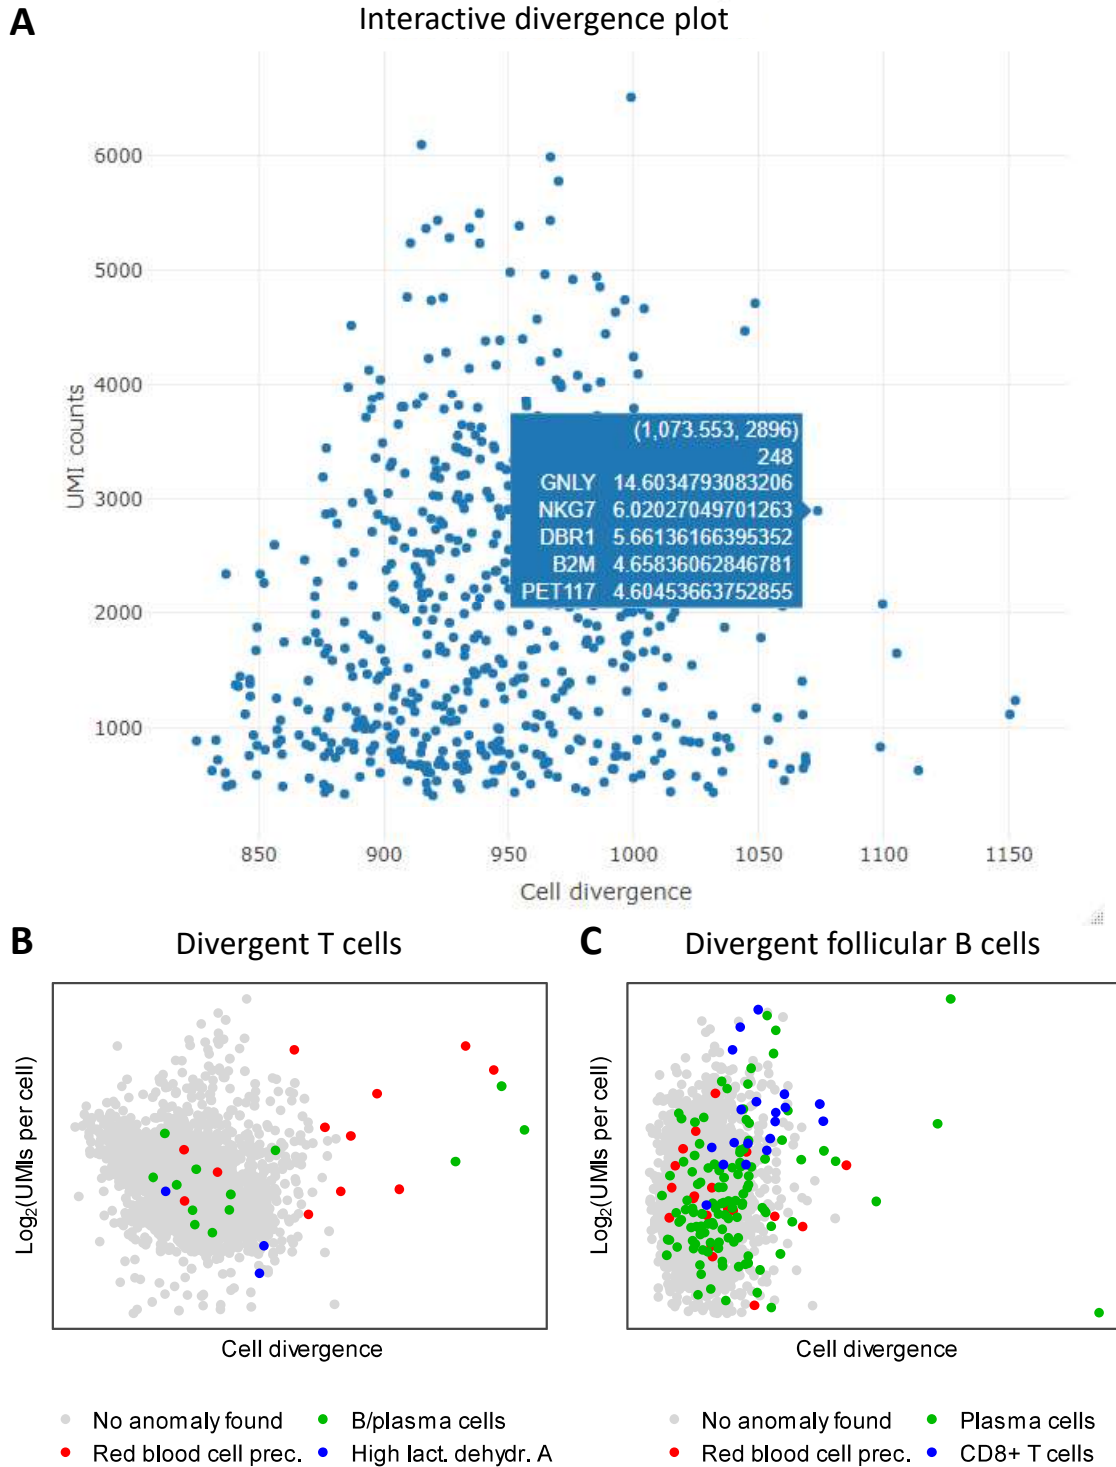 A
Interactive divergence plot
6000
5000
4000
3000
2000
1000
UMI counts
(1,073.553, 2896)
248
GNLY 14.6034793083206
NKG7 6.02027049701263
DBR1 5.66136166395352
B2M 4.65836062846781
PET117 4.60453663752855
850 900 950 1000 1050 1100 1150
Cell divergence
B
Divergent T cells
Log2(UMIs per cell)
Cell divergence
No anomaly found
B/plasma cells
Red blood cell prec.
High lact. dehydr. A
C
Divergent follicular B cells
Log2(UMIs per cell)
Cell divergence
No anomaly found
Plasma cells
Red blood cell prec.
CD8+ T cells